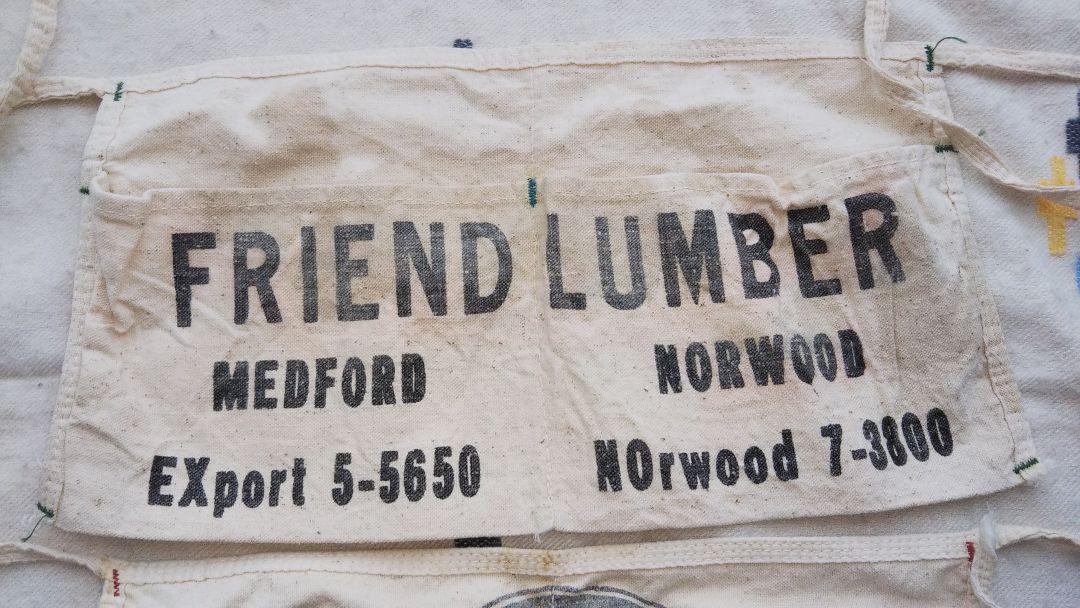 FRIEND LUMBER
MEDFORD NORWOOD
EXport 5-5650 NOrwood 7-3800